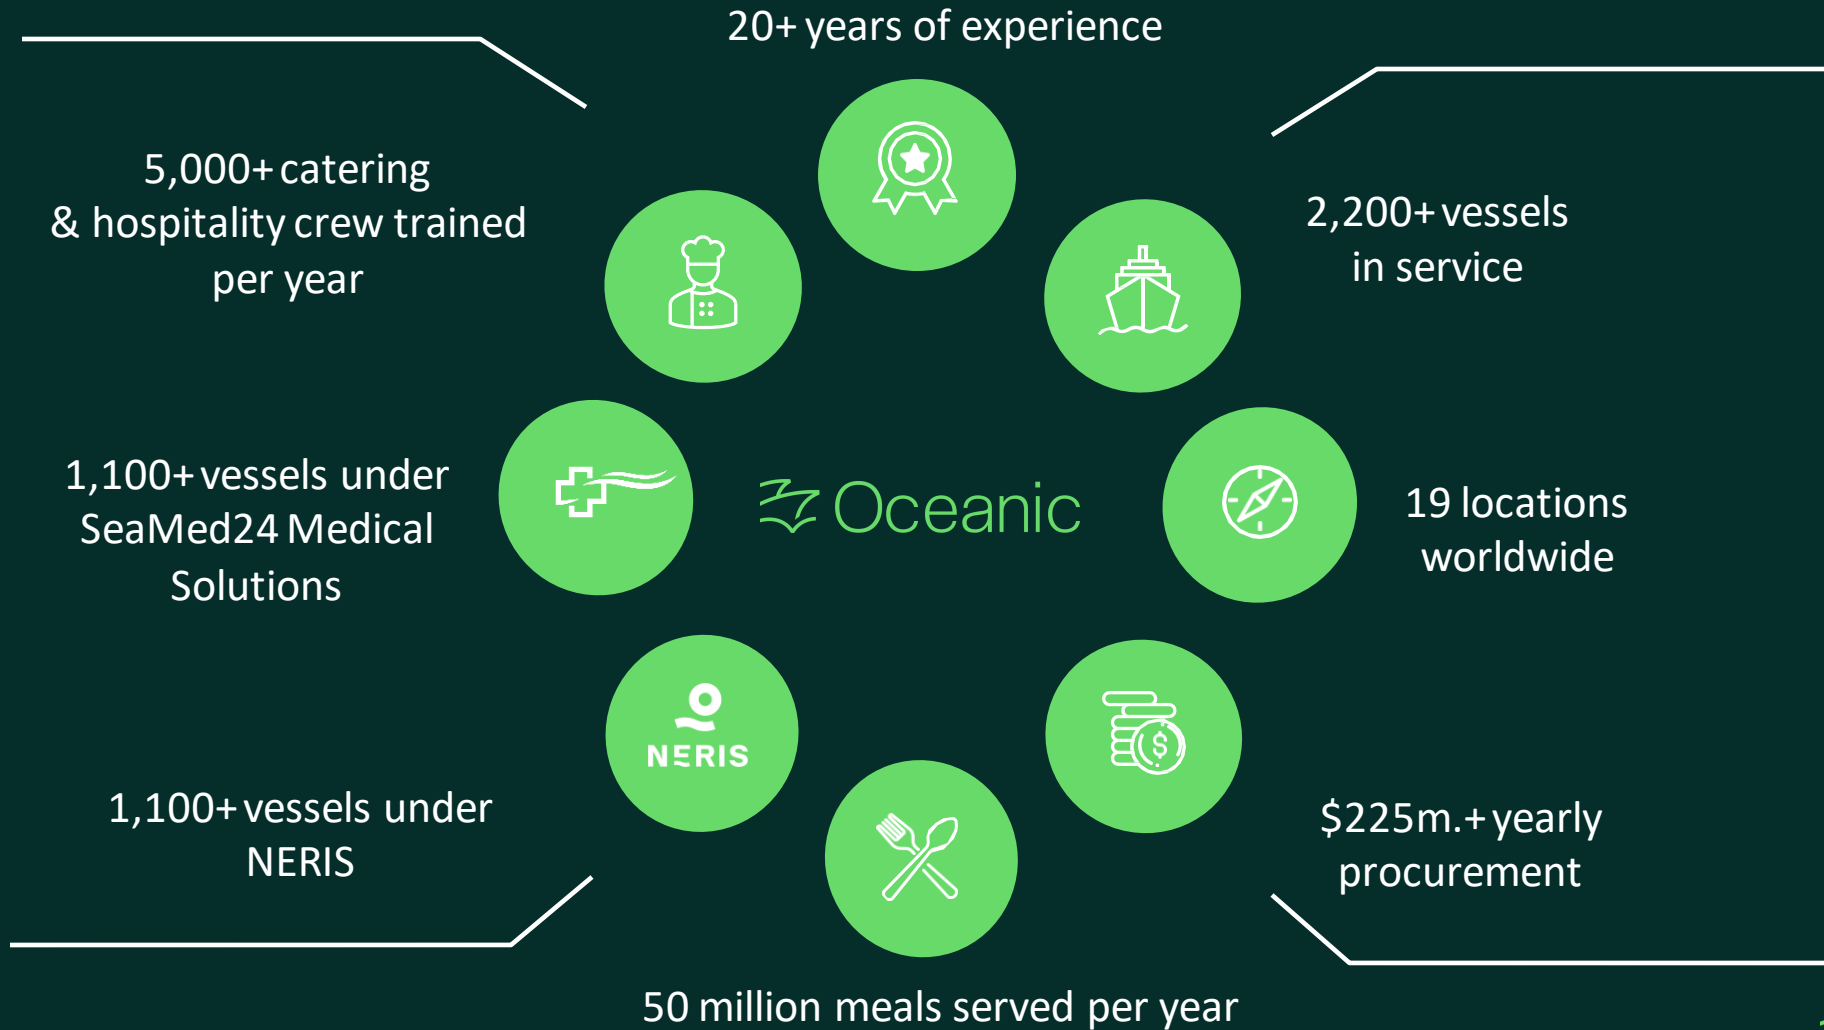 20+ years of experience
5,000+ catering
& hospitality crew trained
per year
2,200+ vessels
in service
1,100+ vessels under
SeaMed24 Medical
Solutions
Oceanic
19 locations
worldwide
NERIS
$
1,100+ vessels under
NERIS
$225m.+ yearly
procurement
50 million meals served per year